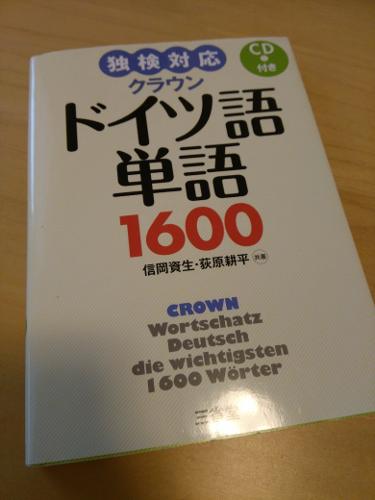 独検対応
CD
付き
クラウン
ドイツ語
単語
1600
信岡資生・荻原耕平 共著
CROWN
Wortschatz
Deutsch
die wichtigsten
1600 Wörter